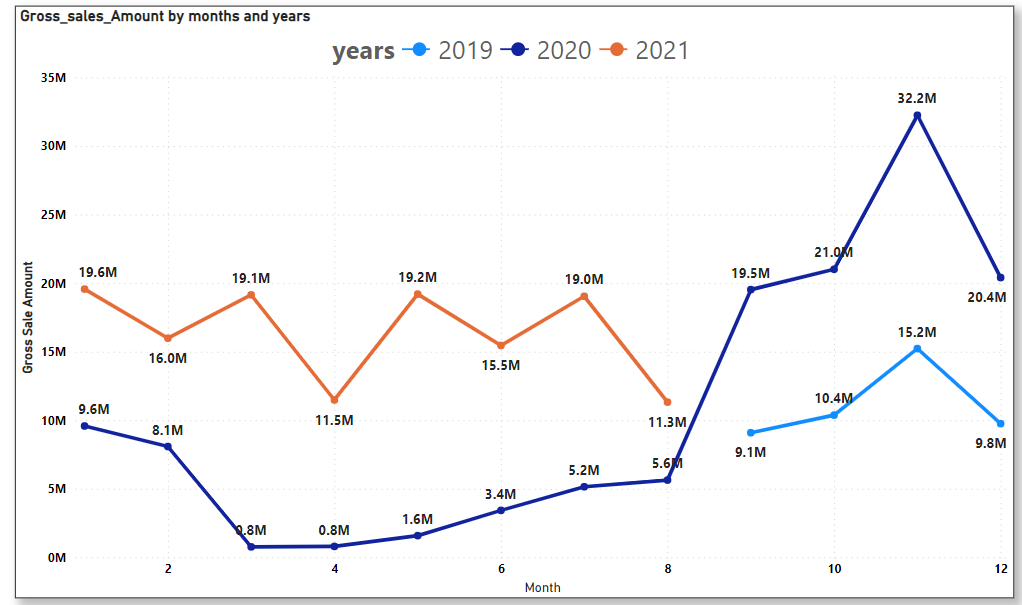 Gross_sales_Amount by months and years
years 2019 2020 2021
35M
32.2M
30M
25M
21.0M
19.6M 19.1M 19.2M 19.0M 19.5M
20M
20.4M
16.0M 15.5M 15.2M
15M
11.5M 11.3M 10.4M
10M
9.6M 8.1M 9.1M 9.8M
5M
0.8M 0.8M 1.6M 3.4M 5.2M 5.6M
0M
2 4 6 8 10 12
Month
Gross Sale Amount